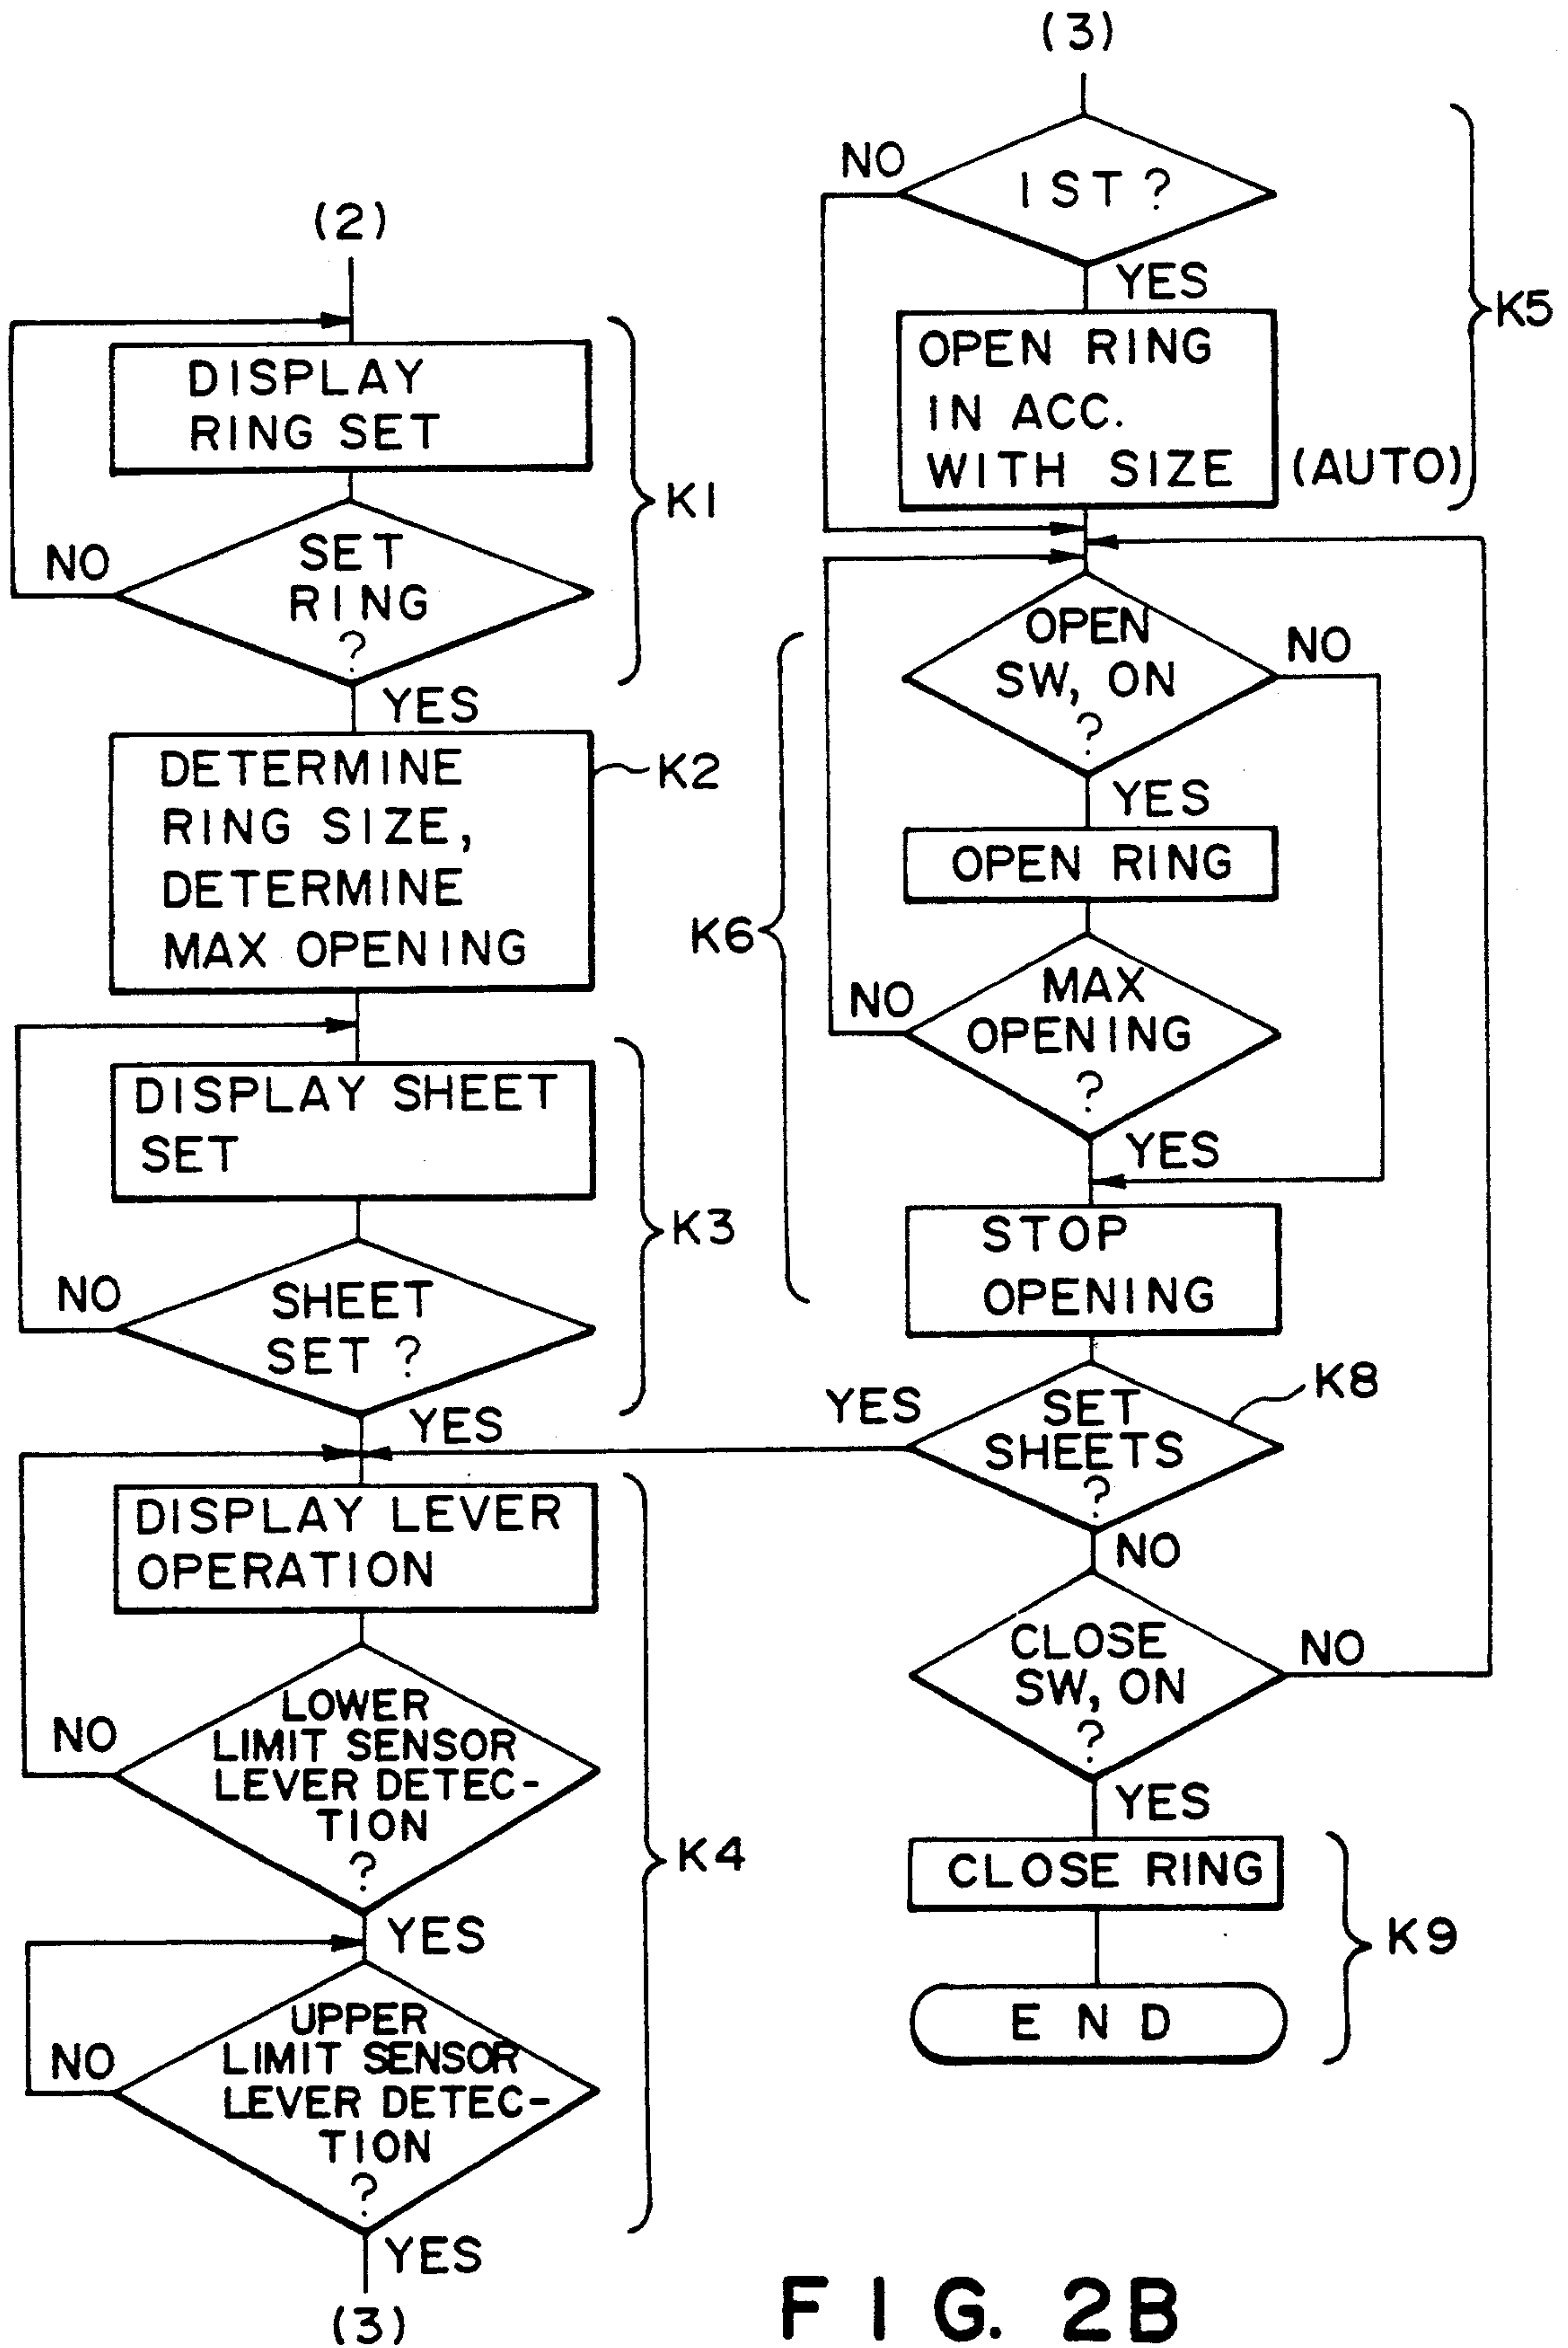 (2)
DISPLAY
RING SET
K1
SET
RING
?
NO
YES
DETERMINE
RING SIZE,
DETERMINE
MAX OPENING
K2
DISPLAY SHEET
SET
K3
SHEET
SET ?
NO
YES
DISPLAY LEVER
OPERATION
LOWER
LIMIT SENSOR
LEVER DETEC-
TION
?
NO
K4
YES
UPPER
LIMIT SENSOR
LEVER DETEC-
TION
?
NO
YES
(3)
(3)
1ST ?
NO
YES
K5
OPEN RING
IN ACC.
WITH SIZE
(AUTO)
OPEN
SW, ON
?
NO
YES
OPEN RING
K6
MAX
OPENING
?
NO
YES
STOP
OPENING
K8
SET
SHEETS
?
YES
NO
CLOSE
SW, ON
?
NO
YES
CLOSE RING
K9
END
FIG. 2B